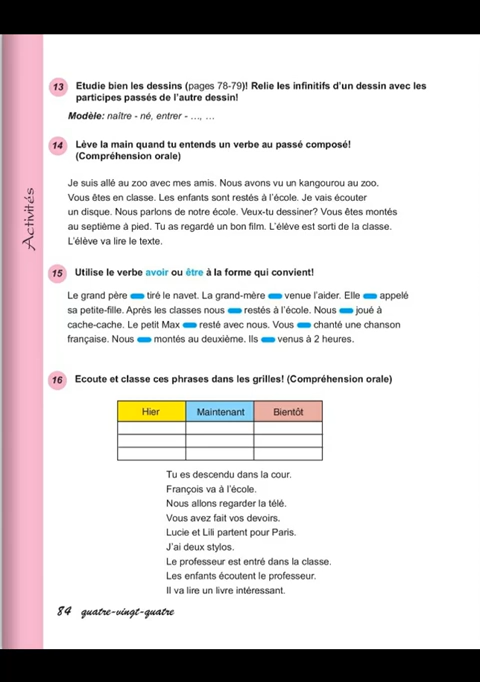 Activités
13 Etudie bien les dessins (pages 78-79)! Relie les infinitifs d'un dessin avec les
participes passés de l'autre dessin!
Modèle: naître - né, entrer - ..., ...
14 Lève la main quand tu entends un verbe au passé composé!
(Compréhension orale)
Je suis allé au zoo avec mes amis. Nous avons vu un kangourou au zoo.
Vous êtes en classe. Les enfants sont restés à l'école. Je vais écouter
un disque. Nous parlons de notre école. Veux-tu dessiner? Vous êtes montés
au septième à pied. Tu as regardé un bon film. L'élève est sorti de la classe.
L'élève va lire le texte.
15 Utilise le verbe avoir ou être à la forme qui convient!
Le grand père tiré le navet. La grand-mère venue l'aider. Elle appelé
sa petite-fille. Après les classes nous restés à l'école. Nous joué à
cache-cache. Le petit Max resté avec nous. Vous chanté une chanson
française. Nous montés au deuxième. Ils venus à 2 heures.
16 Ecoute et classe ces phrases dans les grilles! (Compréhension orale)
Hier Maintenant Bientôt
Tu es descendu dans la cour.
François va à l'école.
Nous allons regarder la télé.
Vous avez fait vos devoirs.
Lucie et Lili partent pour Paris.
J'ai deux stylos.
Le professeur est entré dans la classe.
Les enfants écoutent le professeur.
Il va lire un livre intéressant.
84 quatre-vingt-quatre